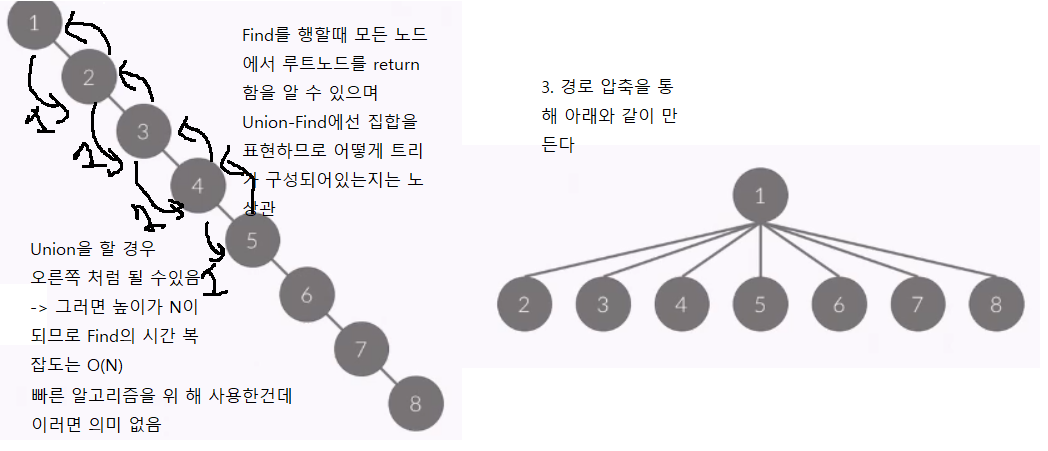 1
2
3
4
5
6
7
8
Find를 행할때 모든 노드
에서 루트노드를 return
함을 알 수 있으며
Union-Find에선 집합을
표현하므로 어떻게 트리
가 구성되어있는지는 노
상관
Union을 할 경우
오른쪽 처럼 될 수있음
-> 그러면 높이가 N이
되므로 Find의 시간 복
잡도는 O(N)
빠른 알고리즘을 위 해 사용한건데
이러면 의미 없음
1
1
1
1
3. 경로 압축을 통
해 아래와 같이 만
든다
1
2 3 4 5 6 7 8